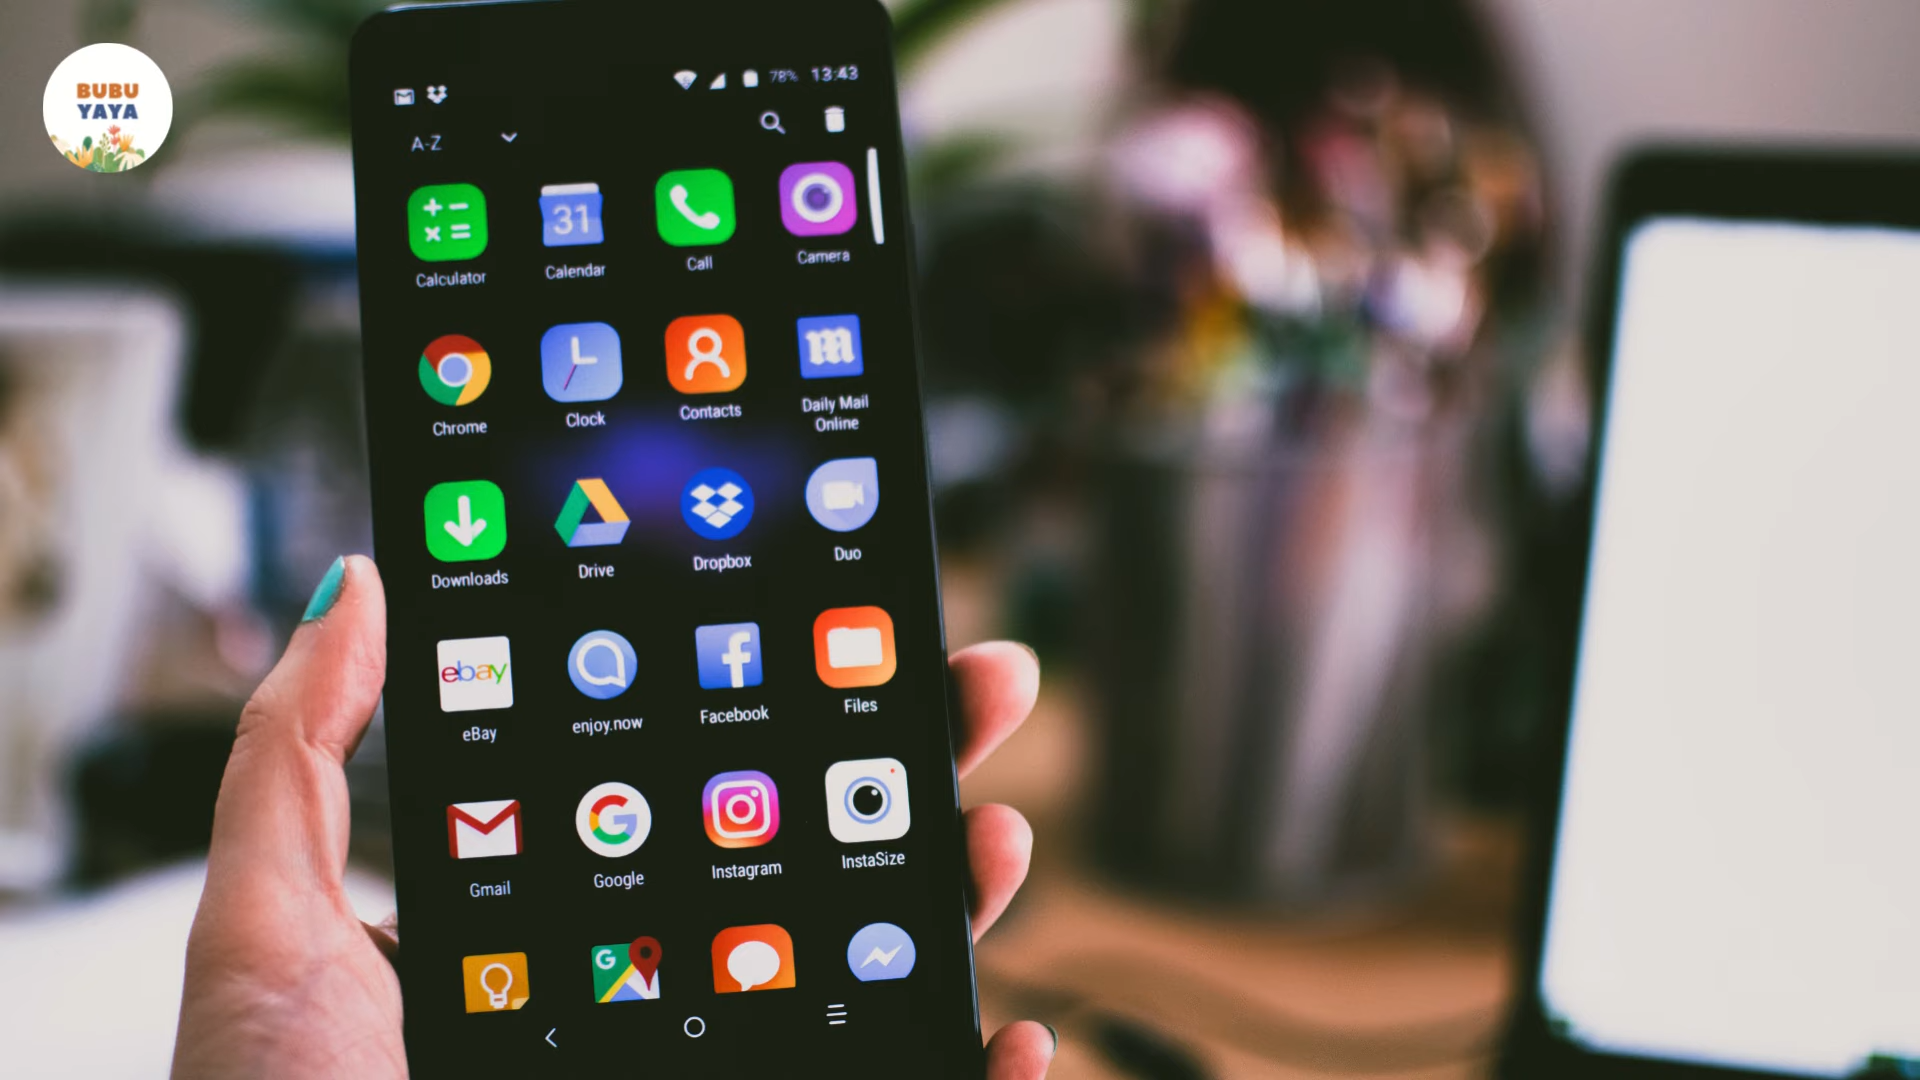 BUBU
YAYA
78% 13:43
A-Z
31
Calculator
Calendar
Call
Camera
Chrome
Clock
Contacts
Daily Mail
Online
Downloads
Drive
Dropbox
Duo
ebay
eBay
enjoy.now
Facebook
Files
Gmail
Google
Instagram
InstaSize